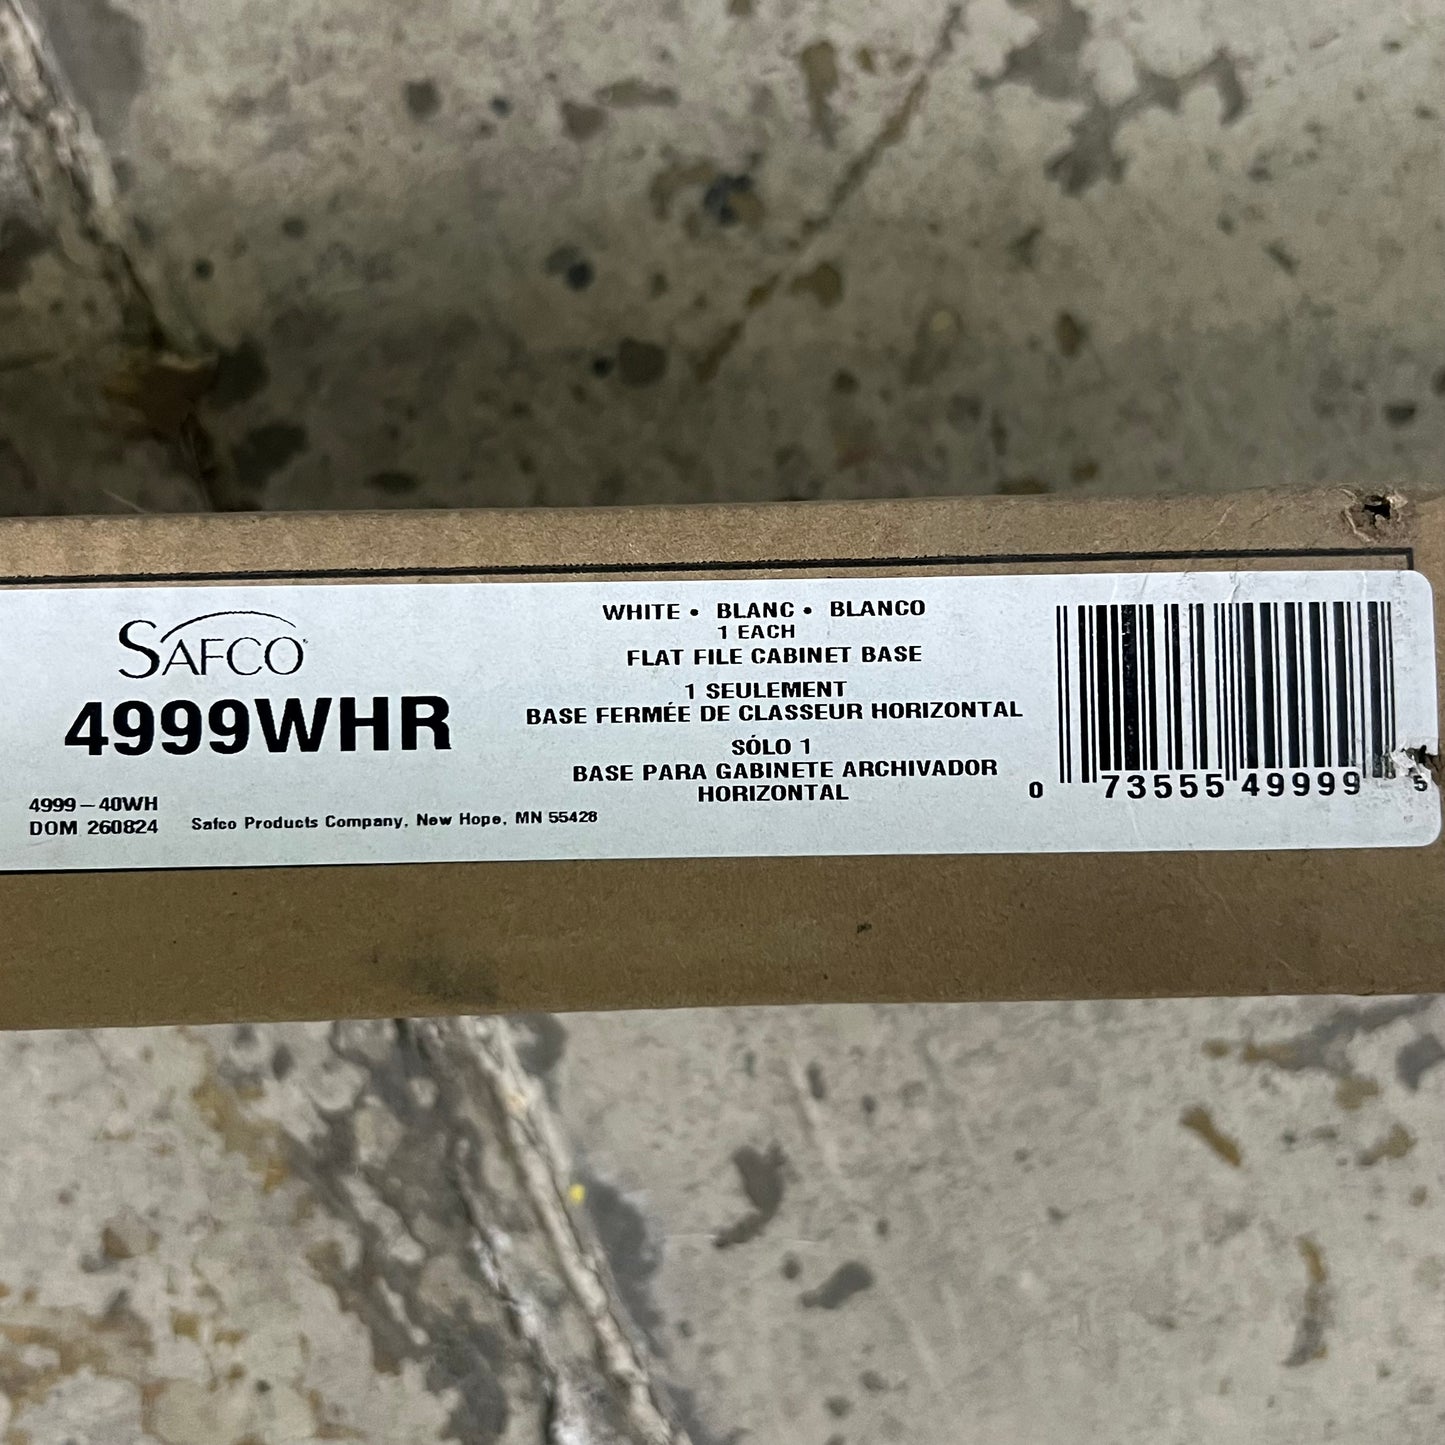 SAFCO
4999WHR
4999-40WH
DOM 260824
Safco Products Company, New Hope, MN 55428
WHITE • BLANC • BLANCO
1 EACH
FLAT FILE CABINET BASE
1 SEULEMENT
BASE FERMÉE DE CLASSEUR HORIZONTAL
SÓLO 1
BASE PARA GABINETE ARCHIVADOR
HORIZONTAL
0 73555 49999 5